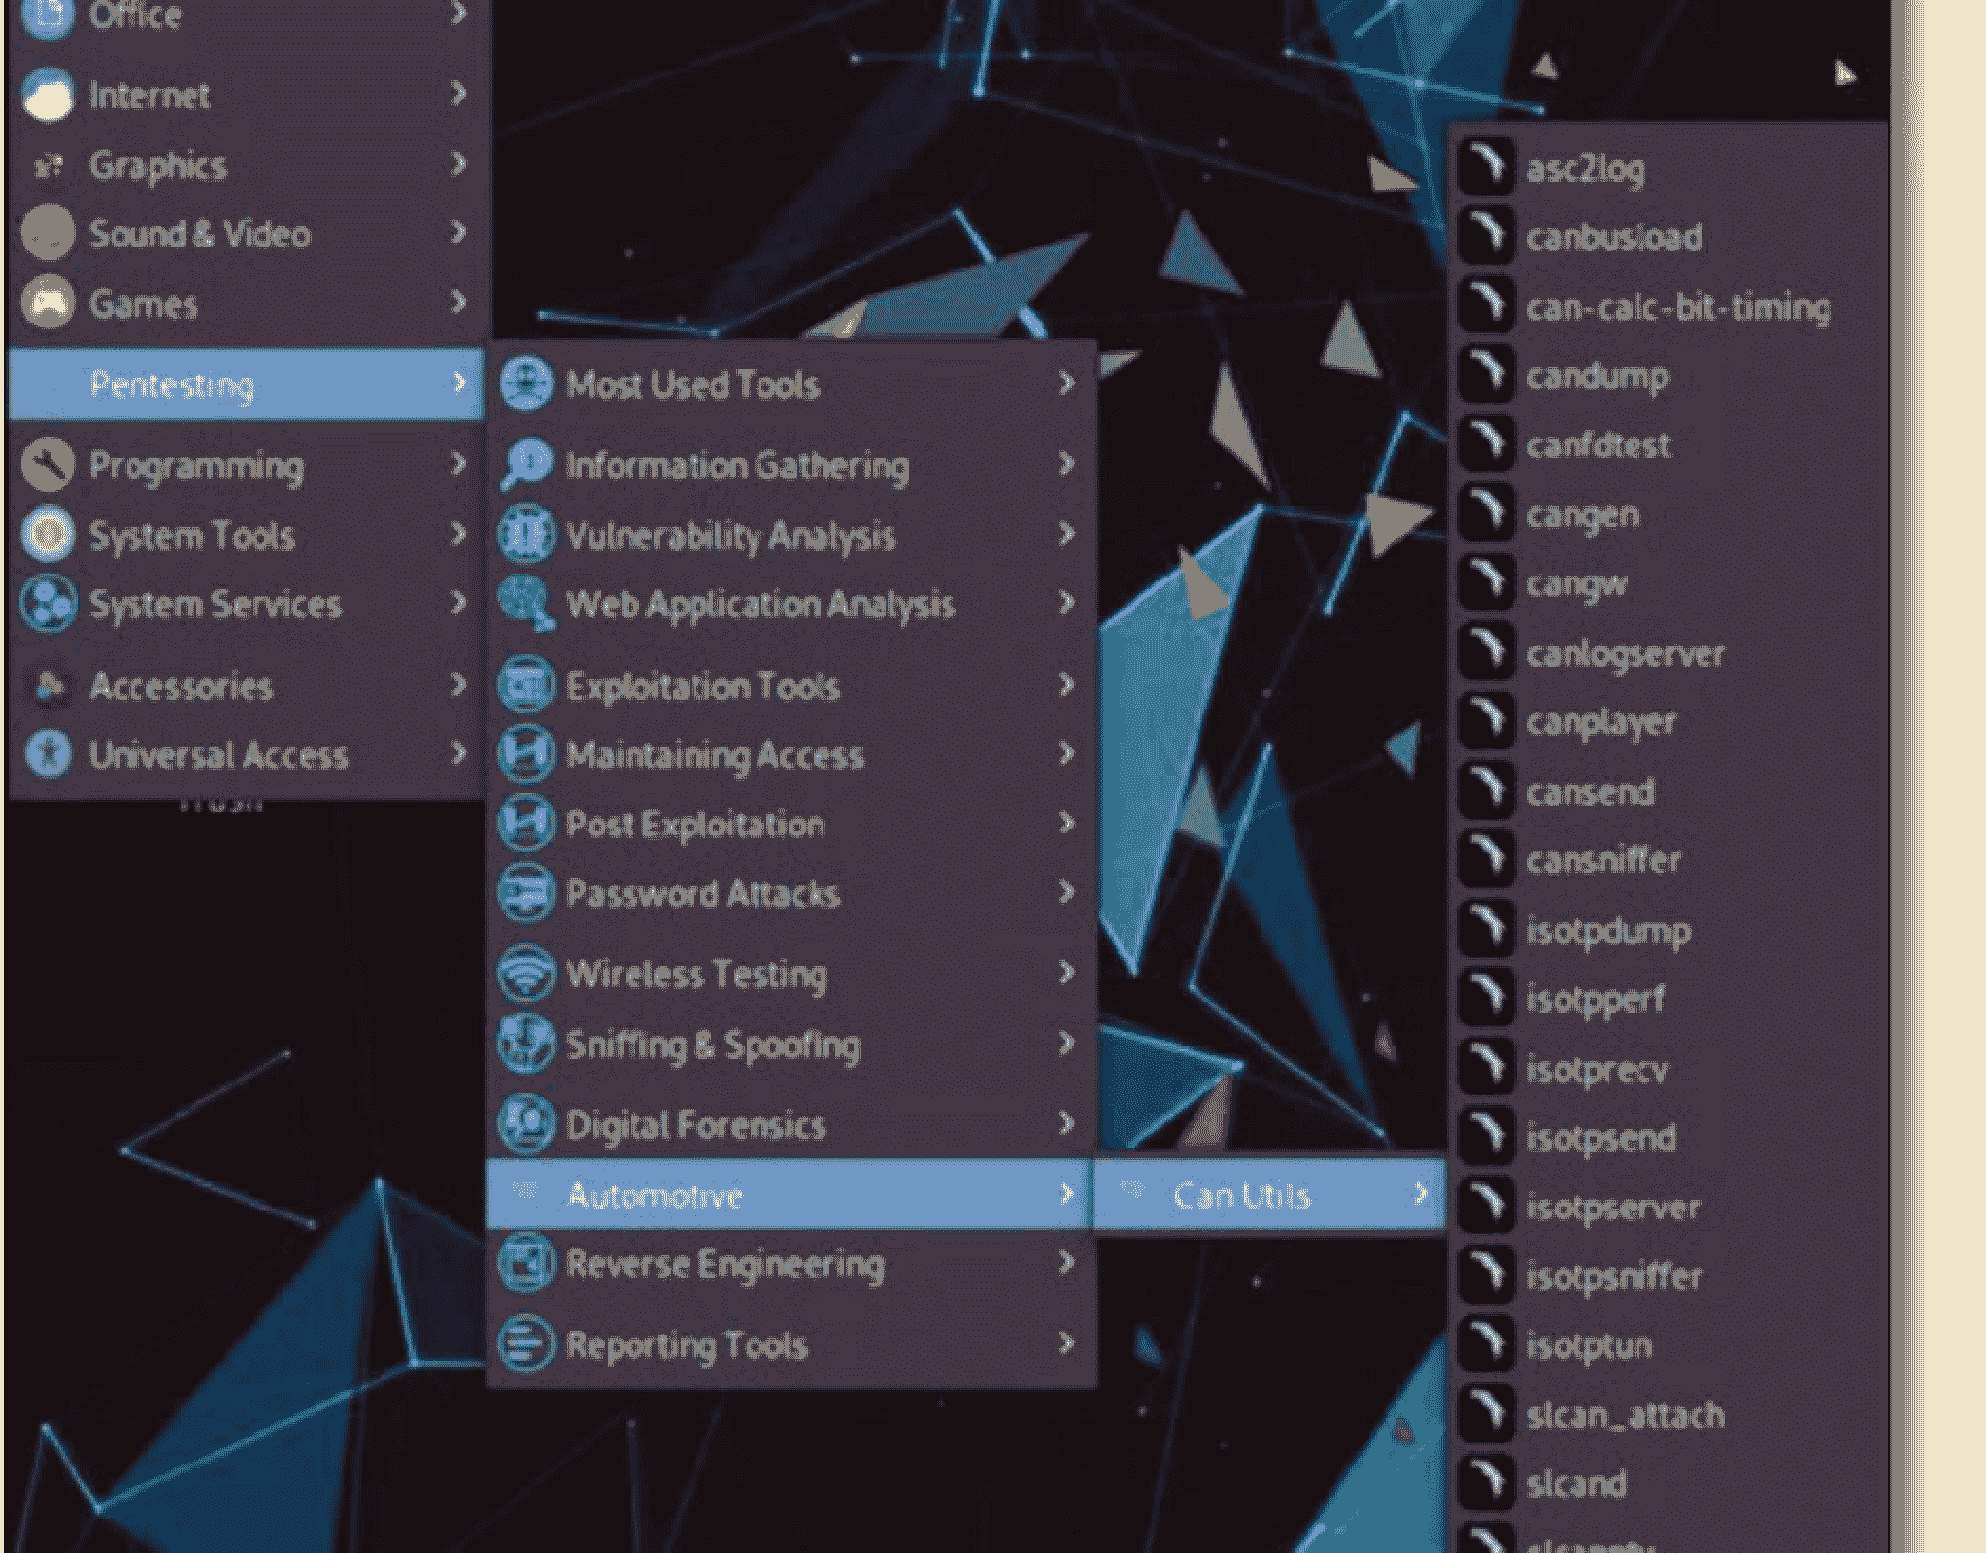 Office
Internet
Graphics
Sound & Video
Games
Pentesting
Programming
System Tools
System Services
Accessories
Universal Access
Most Used Tools
Information Gathering
Vulnerability Analysis
Web Application Analysis
Exploitation Tools
Maintaining Access
Post Exploitation
Password Attacks
Wireless Testing
Sniffing & Spoofing
Digital Forensics
Automotive
Reverse Engineering
Reporting Tools
Can Utils
asc2log
canbusload
can-calc-bit-timing
candump
canfdtest
cangen
cangw
canlogserver
canplayer
cansend
cansniffer
isotpdump
isotpperf
isotprecv
isotpsend
isotpserver
isotpsniffer
isotptun
slcan_attach
slcand